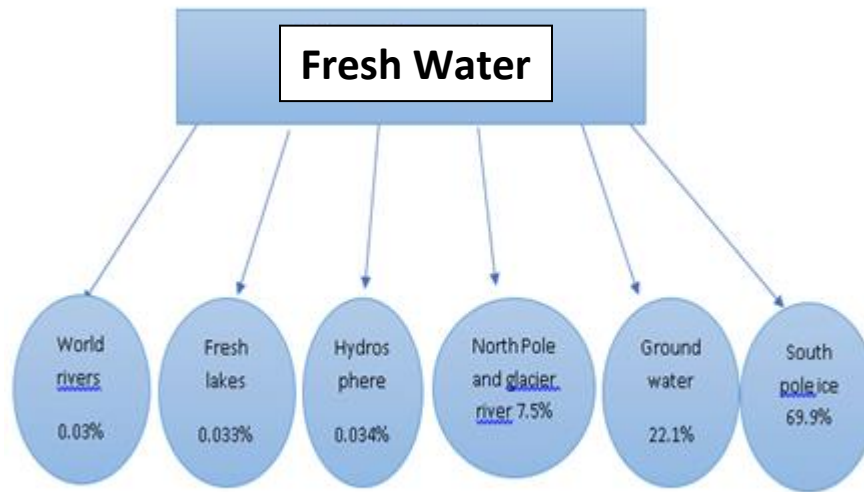 Fresh Water
World
rivers
0.03%
Fresh
lakes
0.033%
Hydros
phere
0.034%
North Pole
and glacier
river 7.5%
Ground
water
22.1%
South
pole ice
69.9%